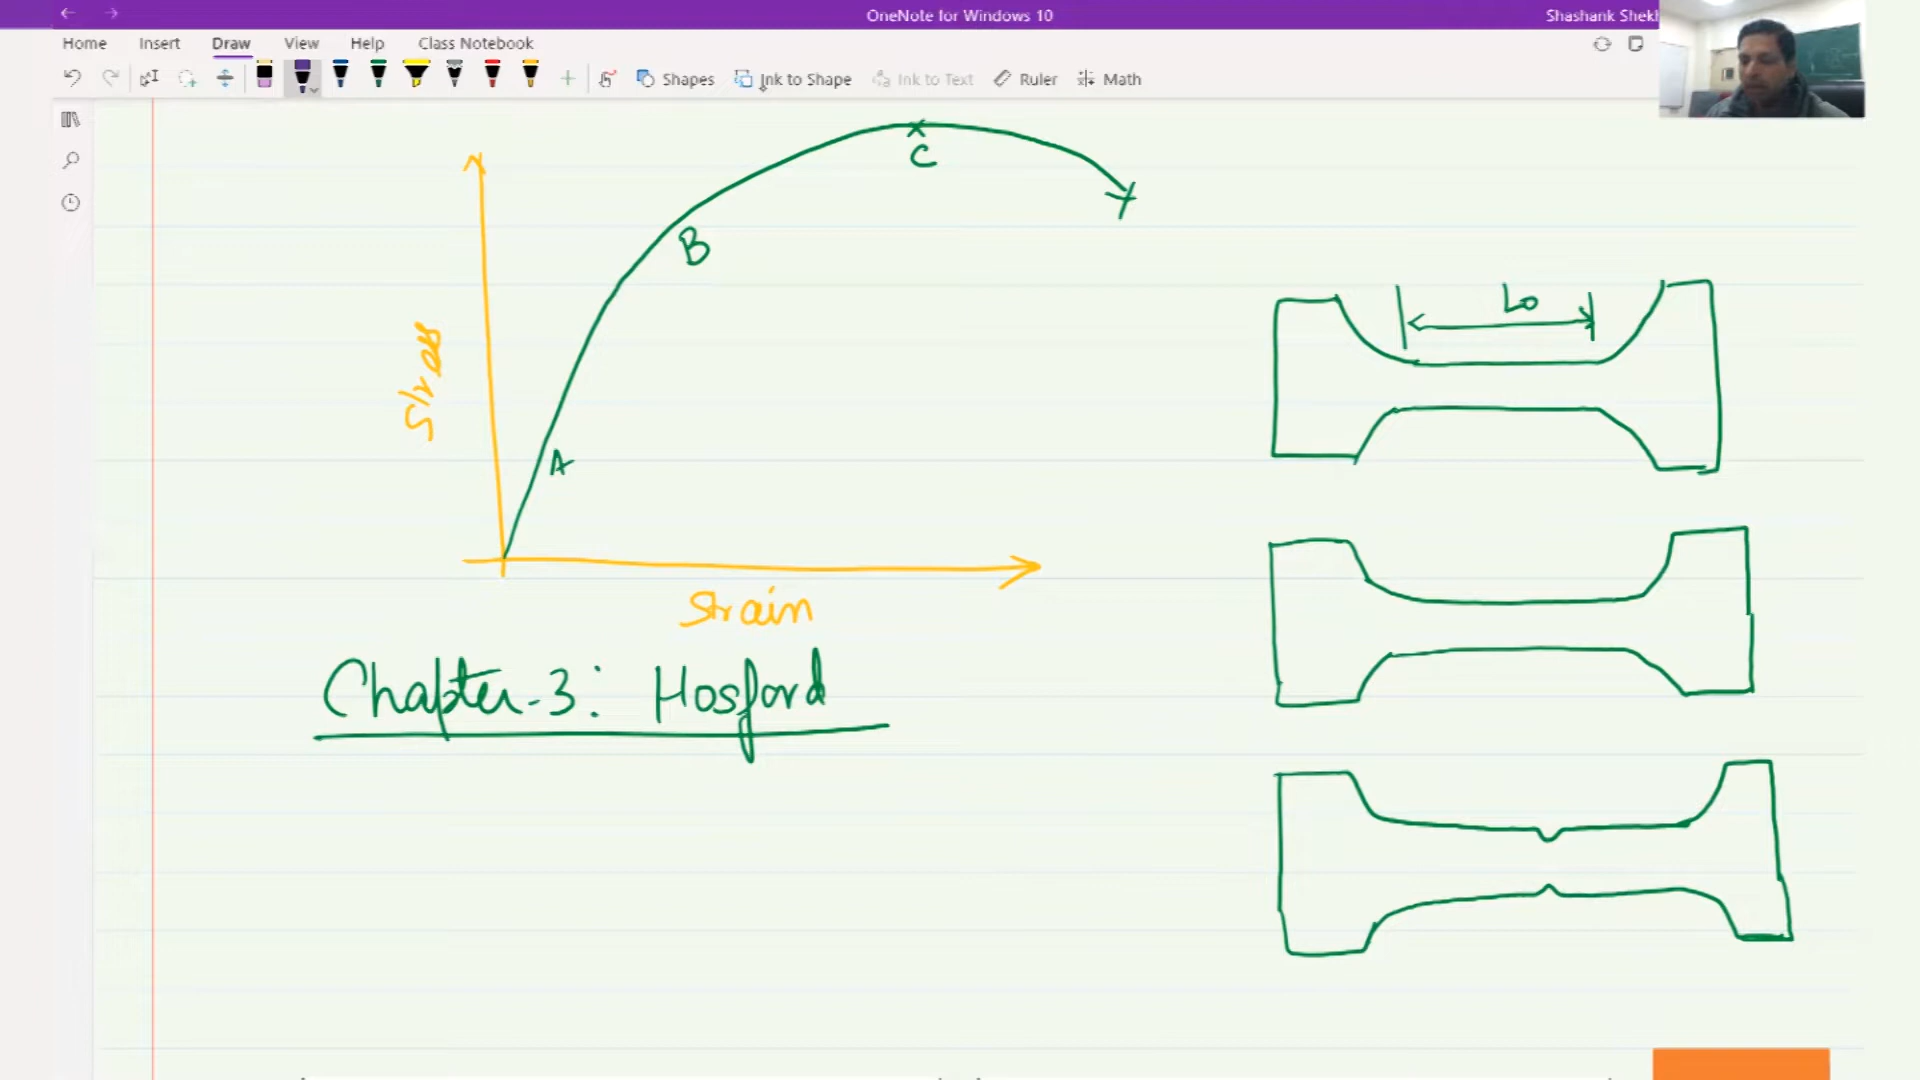 OneNote for Windows 10
Shashank Shekh
Home Insert Draw View Help Class Notebook
Shapes Ink to Shape Ink to Text Ruler Math
C
B
Stress
A
Lo
Strain
Chapter-3: Hosford